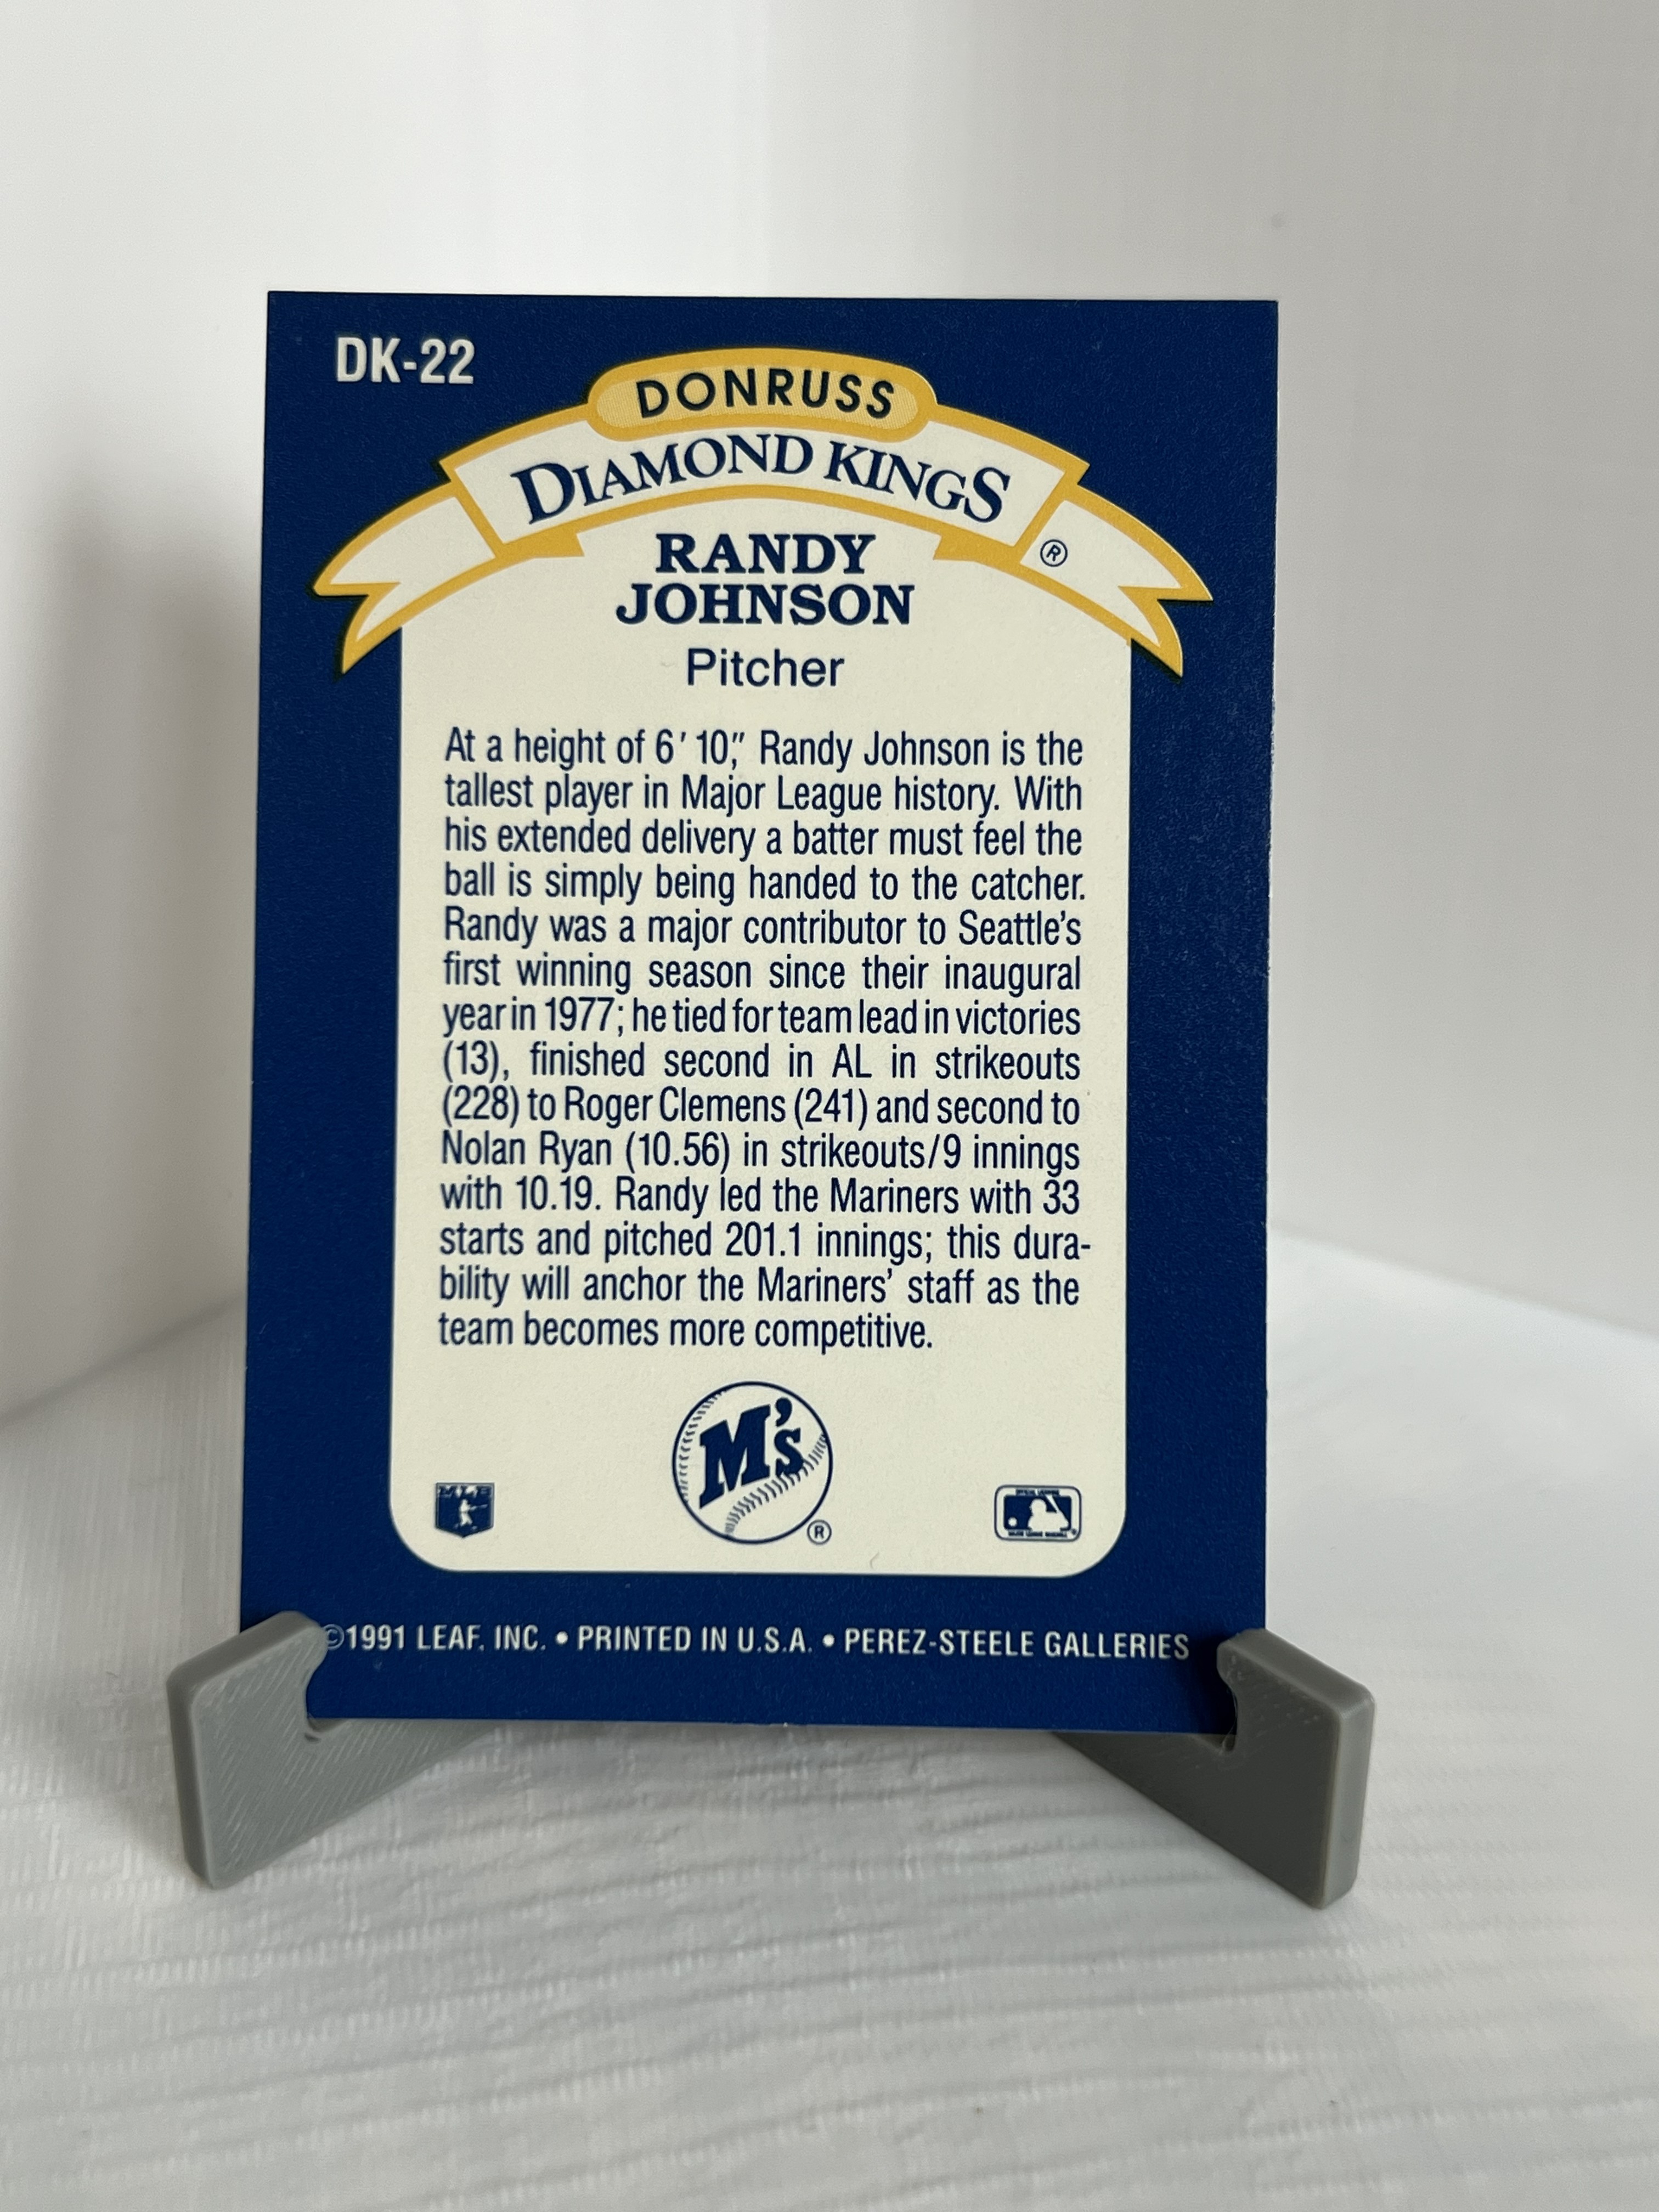 DK-22
DONRUSS
DIAMOND KINGS
®
RANDY
JOHNSON
Pitcher
At a height of 6' 10," Randy Johnson is the
tallest player in Major League history. With
his extended delivery a batter must feel the
ball is simply being handed to the catcher.
Randy was a major contributor to Seattle's
first winning season since their inaugural
year in 1977; he tied for team lead in victories
(13), finished second in AL in strikeouts
(228) to Roger Clemens (241) and second to
Nolan Ryan (10.56) in strikeouts/9 innings
with 10.19. Randy led the Mariners with 33
starts and pitched 201.1 innings; this dura-
bility will anchor the Mariners' staff as the
team becomes more competitive.
M's
®
©1991 LEAF, INC. • PRINTED IN U.S.A. • PEREZ-STEELE GALLERIES